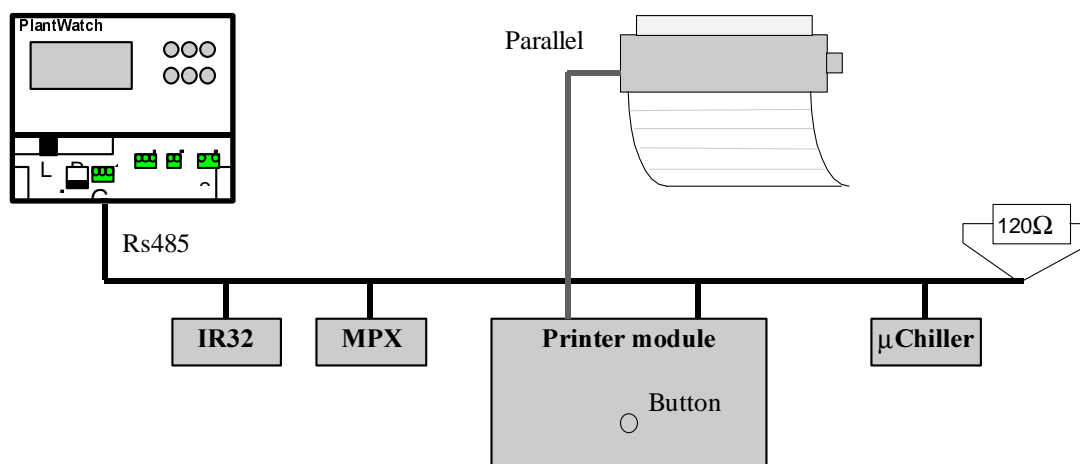 PlantWatch
Parallel
L
G
Rs485
120Ω
IR32
MPX
Printer module
µChiller
Button